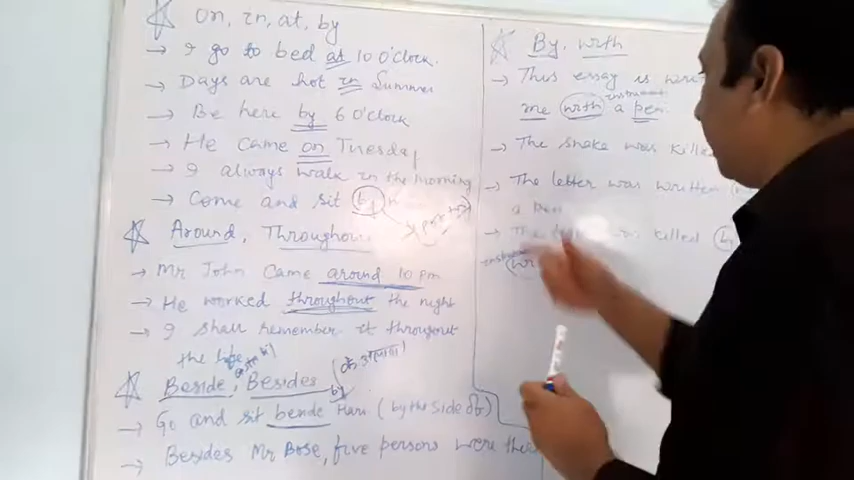 On, in, at, by
→ I go to bed at 10 O'Clock.
→ Days are hot in Summer
→ Be here by 6 O'Clock
→ He came on Tuesday
→ I always walk in the morning
→ Come and sit by
Around, Throughout
→ Mr John Came around 10 pm
→ He worked throughout the night
→ I shall remember it throughout
the life
Beside, Besides
→ Go and sit beside Hari (by the side of)
→ Besides Mr Bose, five persons were
By, with
→ This essay is
me with a pen.
→ The snake was
→ The letter was written
a Pen
→ The was killed